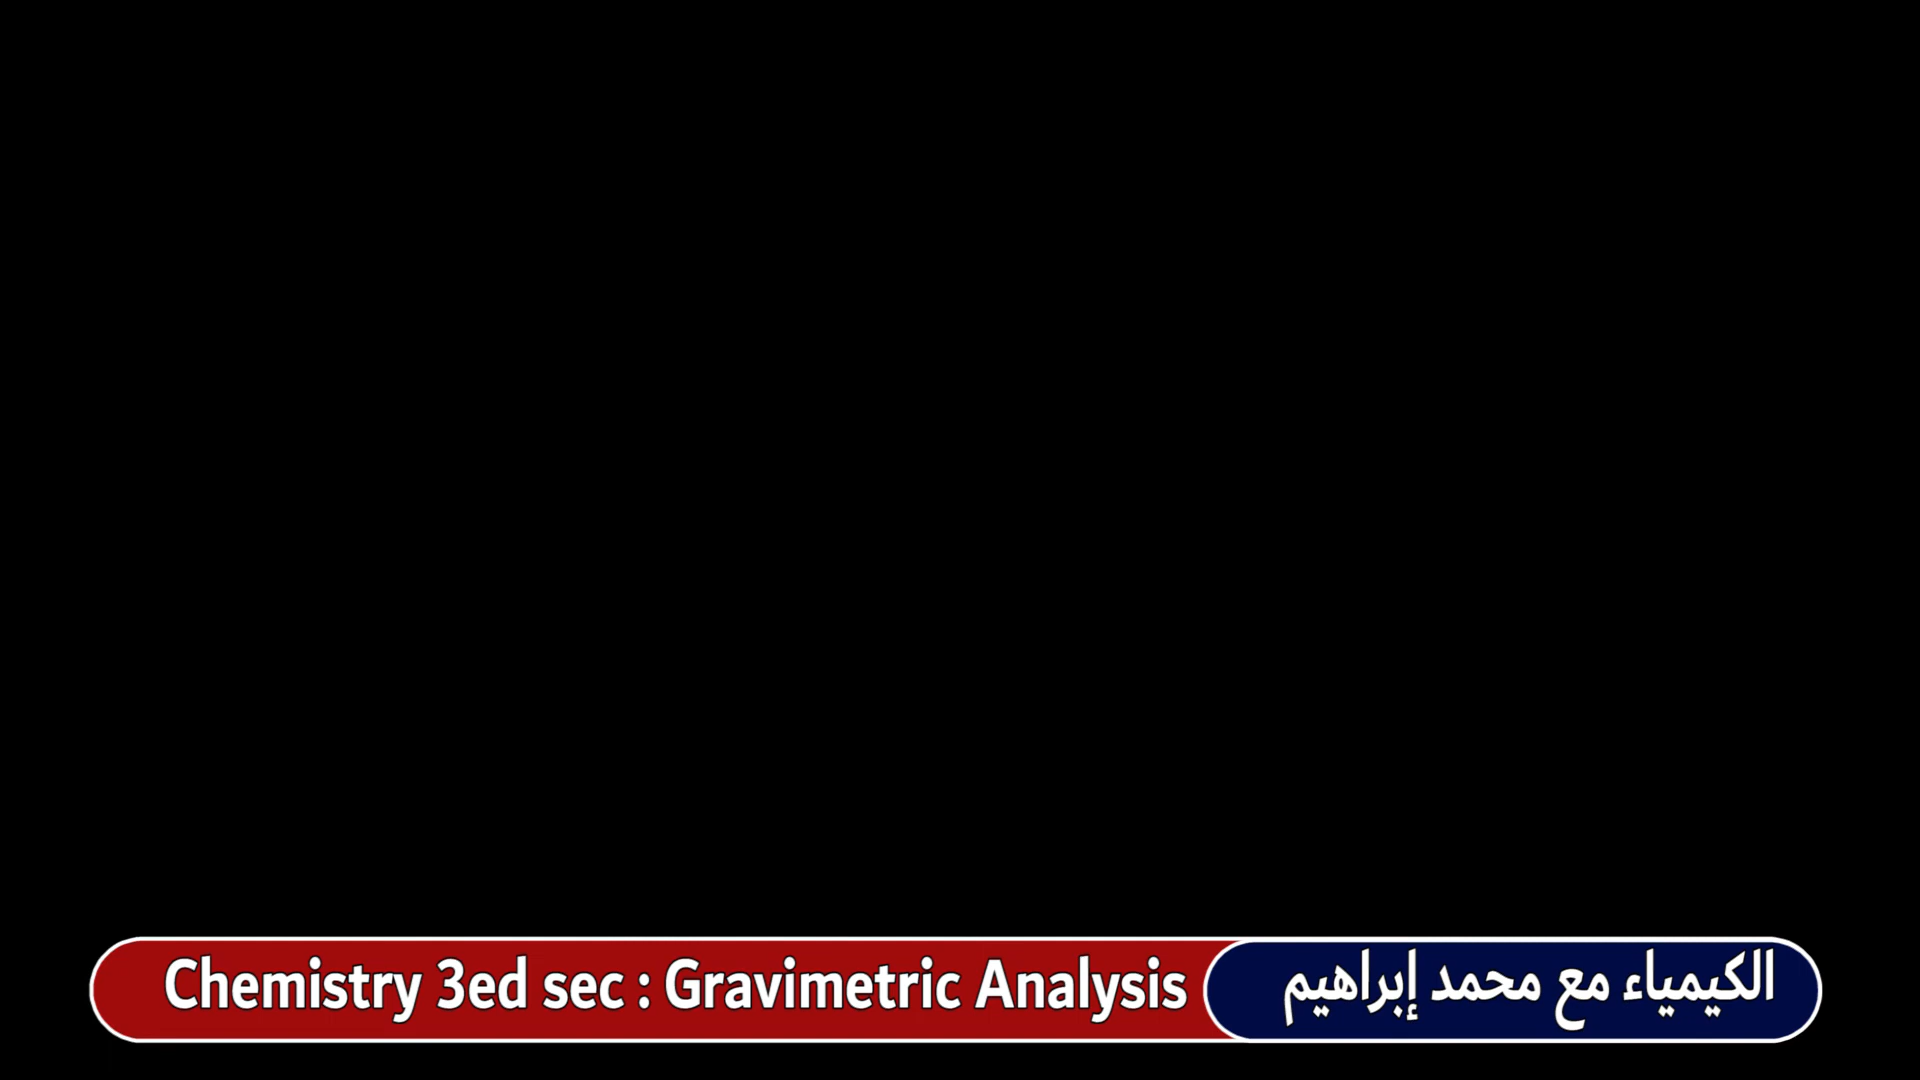 Chemistry 3ed sec : Gravimetric Analysis
الكيمياء مع محمد إبراهيم